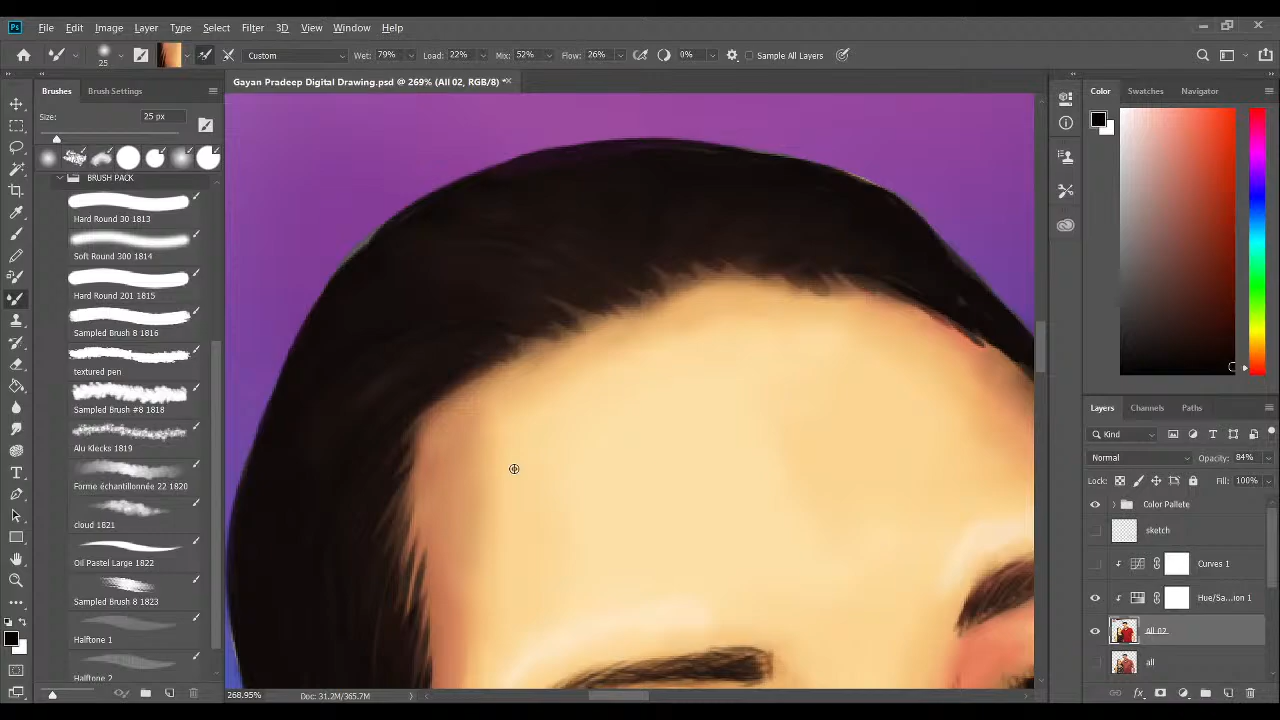 Ps File Edit Image Layer Type Select Filter 3D View Window Help
25 Custom Wet: 79% Load: 22% Mix: 52% Flow: 26% 0% Sample All Layers
Brushes Brush Settings
Gayan Pradeep Digital Drawing.psd @ 269% (All 02, RGB/8) *
Size: 25 px
BRUSH PACK
Hard Round 30 1813
Soft Round 300 1814
Hard Round 201 1815
Sampled Brush 8 1816
textured pen
Sampled Brush #8 1818
Alu Klecks 1819
Forme échantillonnée 22 1820
cloud 1821
Oil Pastel Large 1822
Sampled Brush 8 1823
Halftone 1
Halftone 2
268.95% Doc: 31.2M/365.7M
Color Swatches Navigator
Layers Channels Paths
Kind
Normal Opacity: 84%
Lock: Fill: 100%
Color Pallete
sketch
Curves 1
Hue/Sa...ion 1
All 02
all